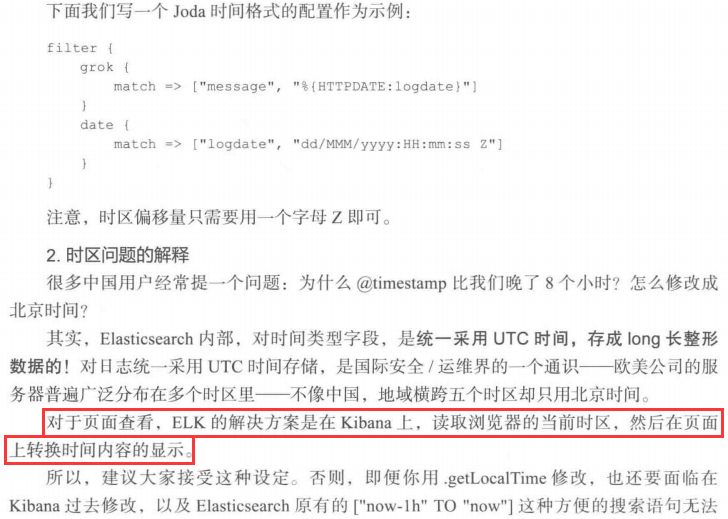 下面我们写一个 Joda 时间格式的配置作为示例：
filter {
    grok {
        match => ["message", "%{HTTPDATE:logdate}"]
    }
    date {
        match => ["logdate", "dd/MMM/yyyy:HH:mm:ss Z"]
    }
}
注意，时区偏移量只需要用一个字母 Z 即可。
2. 时区问题的解释
很多中国用户经常提一个问题：为什么 @timestamp 比我们晚了 8 个小时？怎么修改成
北京时间？
其实，Elasticsearch 内部，对时间类型字段，是统一采用 UTC 时间，存成 long 长整形
数据的！对日志统一采用 UTC 时间存储，是国际安全 / 运维界的一个通识——欧美公司的服
务器普遍广泛分布在多个时区里——不像中国，地域横跨五个时区却只用北京时间。
对于页面查看，ELK 的解决方案是在 Kibana 上，读取浏览器的当前时区，然后在页面
上转换时间内容的显示。
所以，建议大家接受这种设定。否则，即便你用 .getLocalTime 修改，也还要面临在
Kibana 过去修改，以及 Elasticsearch 原有的 ["now-1h" TO "now"] 这种方便的搜索语句无法